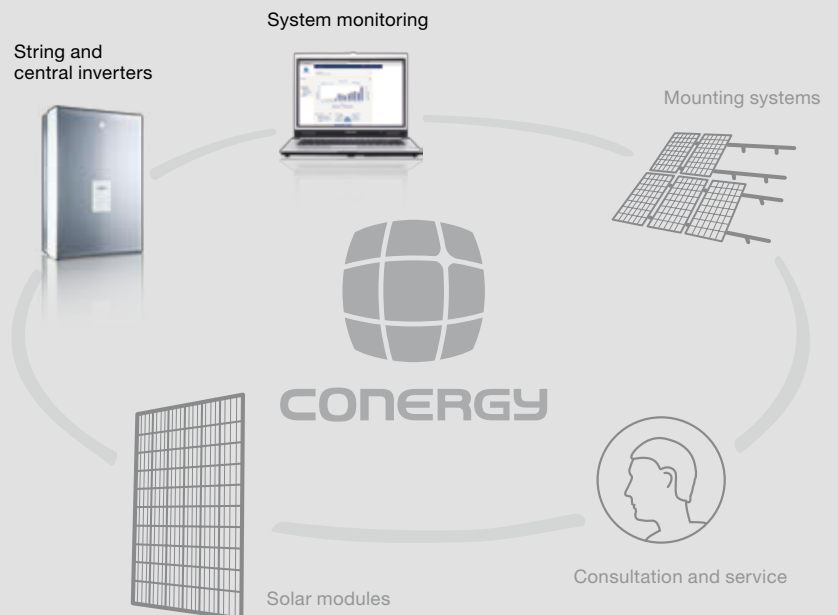 System monitoring
String and
central inverters
Mounting systems
CONERGY
Consultation and service
Solar modules